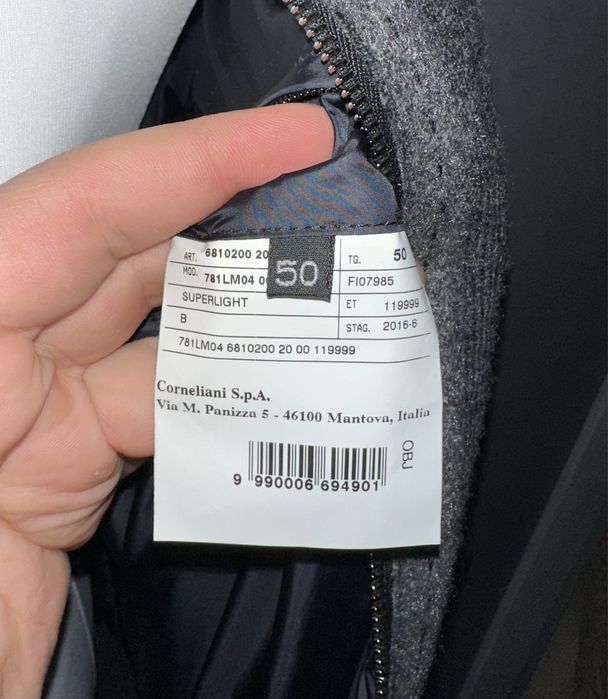 ART. 6810200 20
50
TG. 50
MOD. 781LM04 0
FI07985
SUPERLIGHT
ET 119999
B
STAG. 2016-6
781LM04 6810200 20 00 119999
Corneliani S.p.A.
Via M. Panizza 5 - 46100 Mantova, Italia
OBJ
9 990006 694901